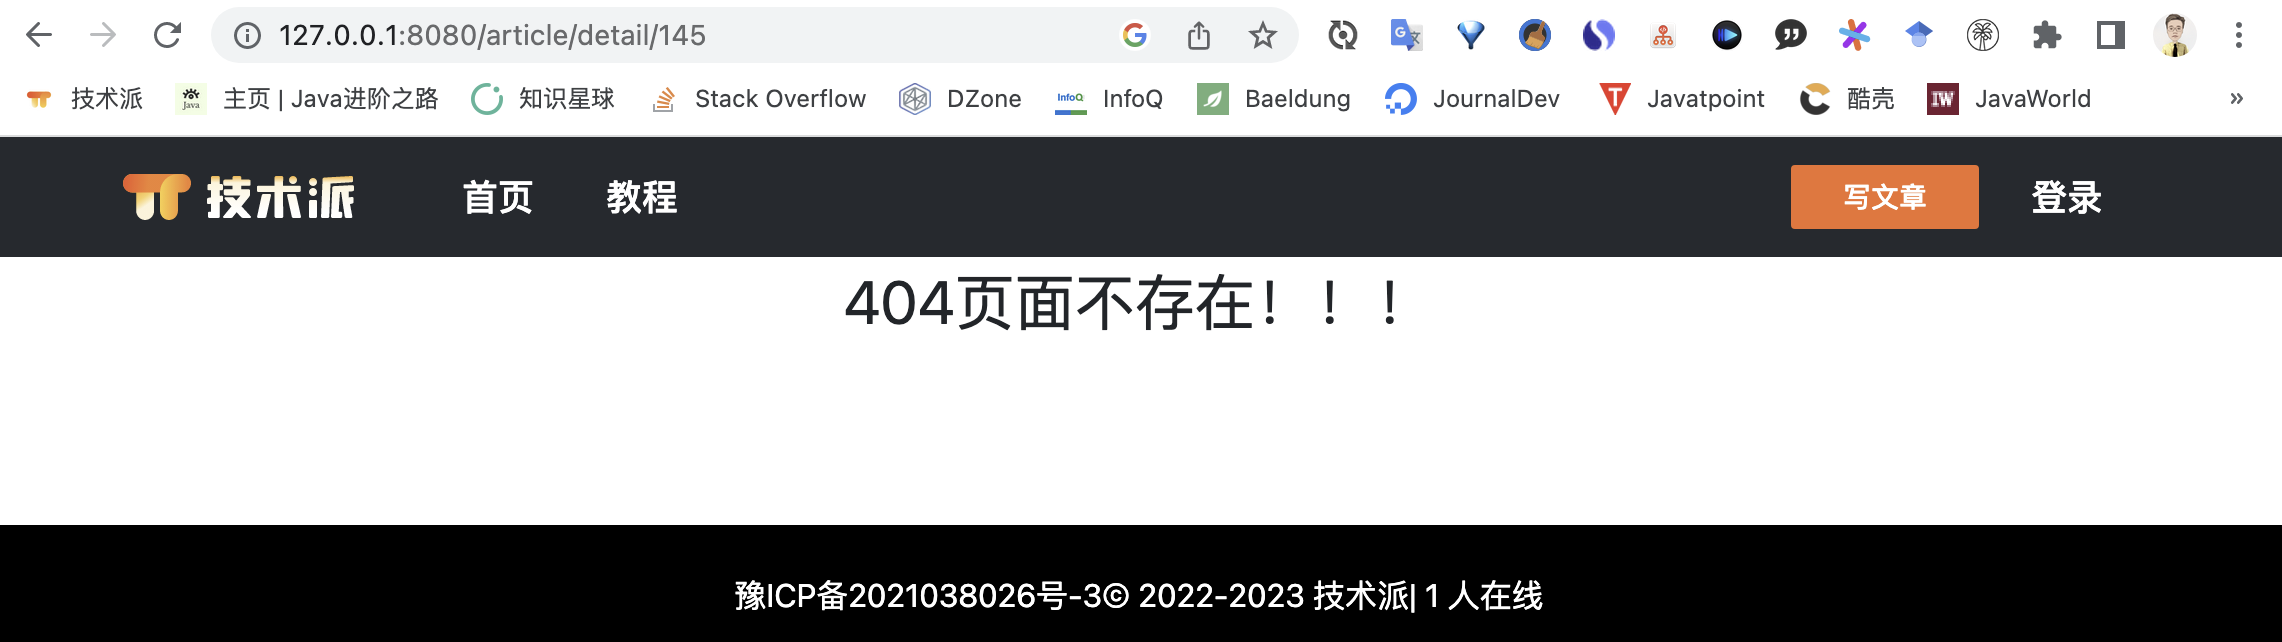 127.0.0.1:8080/article/detail/145
技术派 主页 | Java进阶之路 知识星球 Stack Overflow DZone InfoQ InfoQ Baeldung JournalDev Javatpoint 酷壳 IW JavaWorld »
技术派 首页 教程 写文章 登录
404页面不存在！！！
豫ICP备2021038026号-3© 2022-2023 技术派| 1 人在线